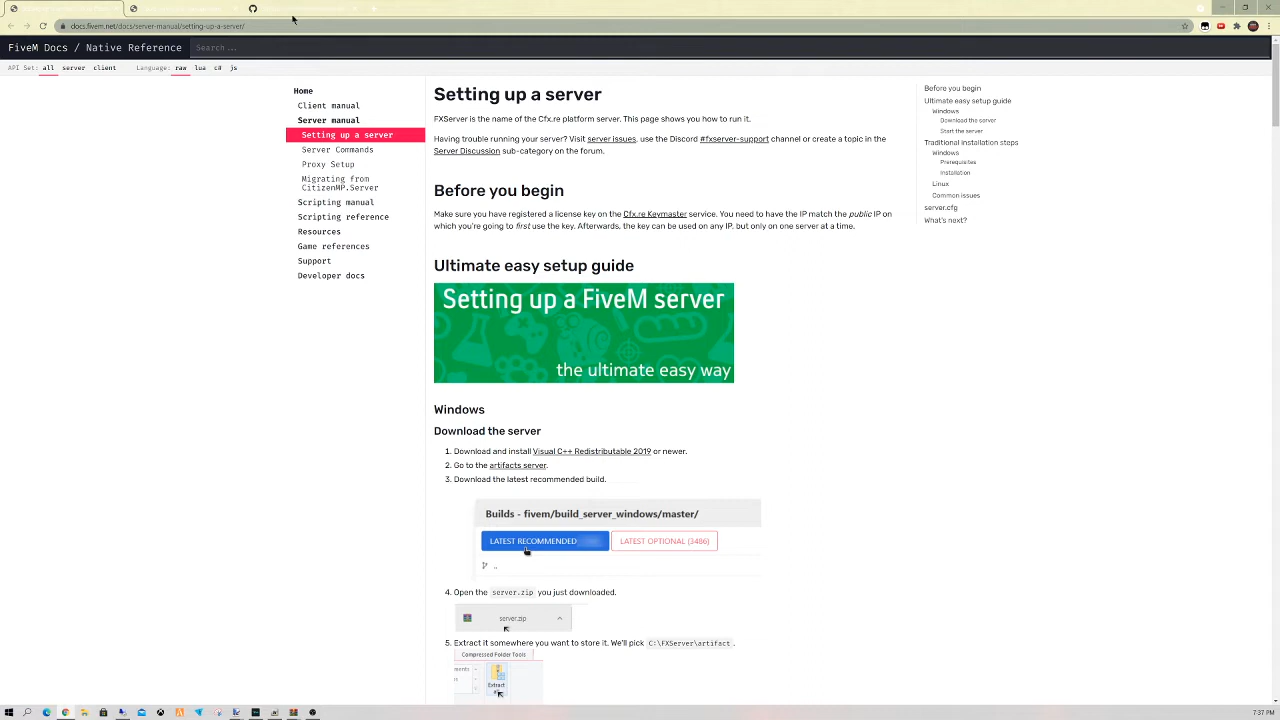 docs.fivem.net/docs/server-manual/setting-up-a-server/
FiveM Docs / Native Reference
Search...
API Set: all server client Language: raw lua c# js
Home
Client manual
Server manual
Setting up a server
Server Commands
Proxy Setup
Migrating from
CitizenMP.Server
Scripting manual
Scripting reference
Resources
Game references
Support
Developer docs
Setting up a server
FXServer is the name of the Cfx.re platform server. This page shows you how to run it.
Having trouble running your server? Visit server issues, use the Discord #fxserver-support channel or create a topic in the
Server Discussion sub-category on the forum.
Before you begin
Make sure you have registered a license key on the Cfx.re Keymaster service. You need to have the IP match the public IP on
which you're going to first use the key. Afterwards, the key can be used on any IP, but only on one server at a time.
Ultimate easy setup guide
Setting up a FiveM server
the ultimate easy way
Windows
Download the server
1. Download and install Visual C++ Redistributable 2019 or newer.
2. Go to the artifacts server.
3. Download the latest recommended build.
Builds - fivem/build_server_windows/master/
LATEST RECOMMENDED
LATEST OPTIONAL (3486)
..
4. Open the server.zip you just downloaded.
server.zip
5. Extract it somewhere you want to store it. We'll pick C:\FXServer\artifact.
Compressed Folder Tools
Extract
Before you begin
Ultimate easy setup guide
Windows
Download the server
Start the server
Traditional installation steps
Windows
Prerequisites
Installation
Linux
Common issues
server.cfg
What's next?
7:37 PM